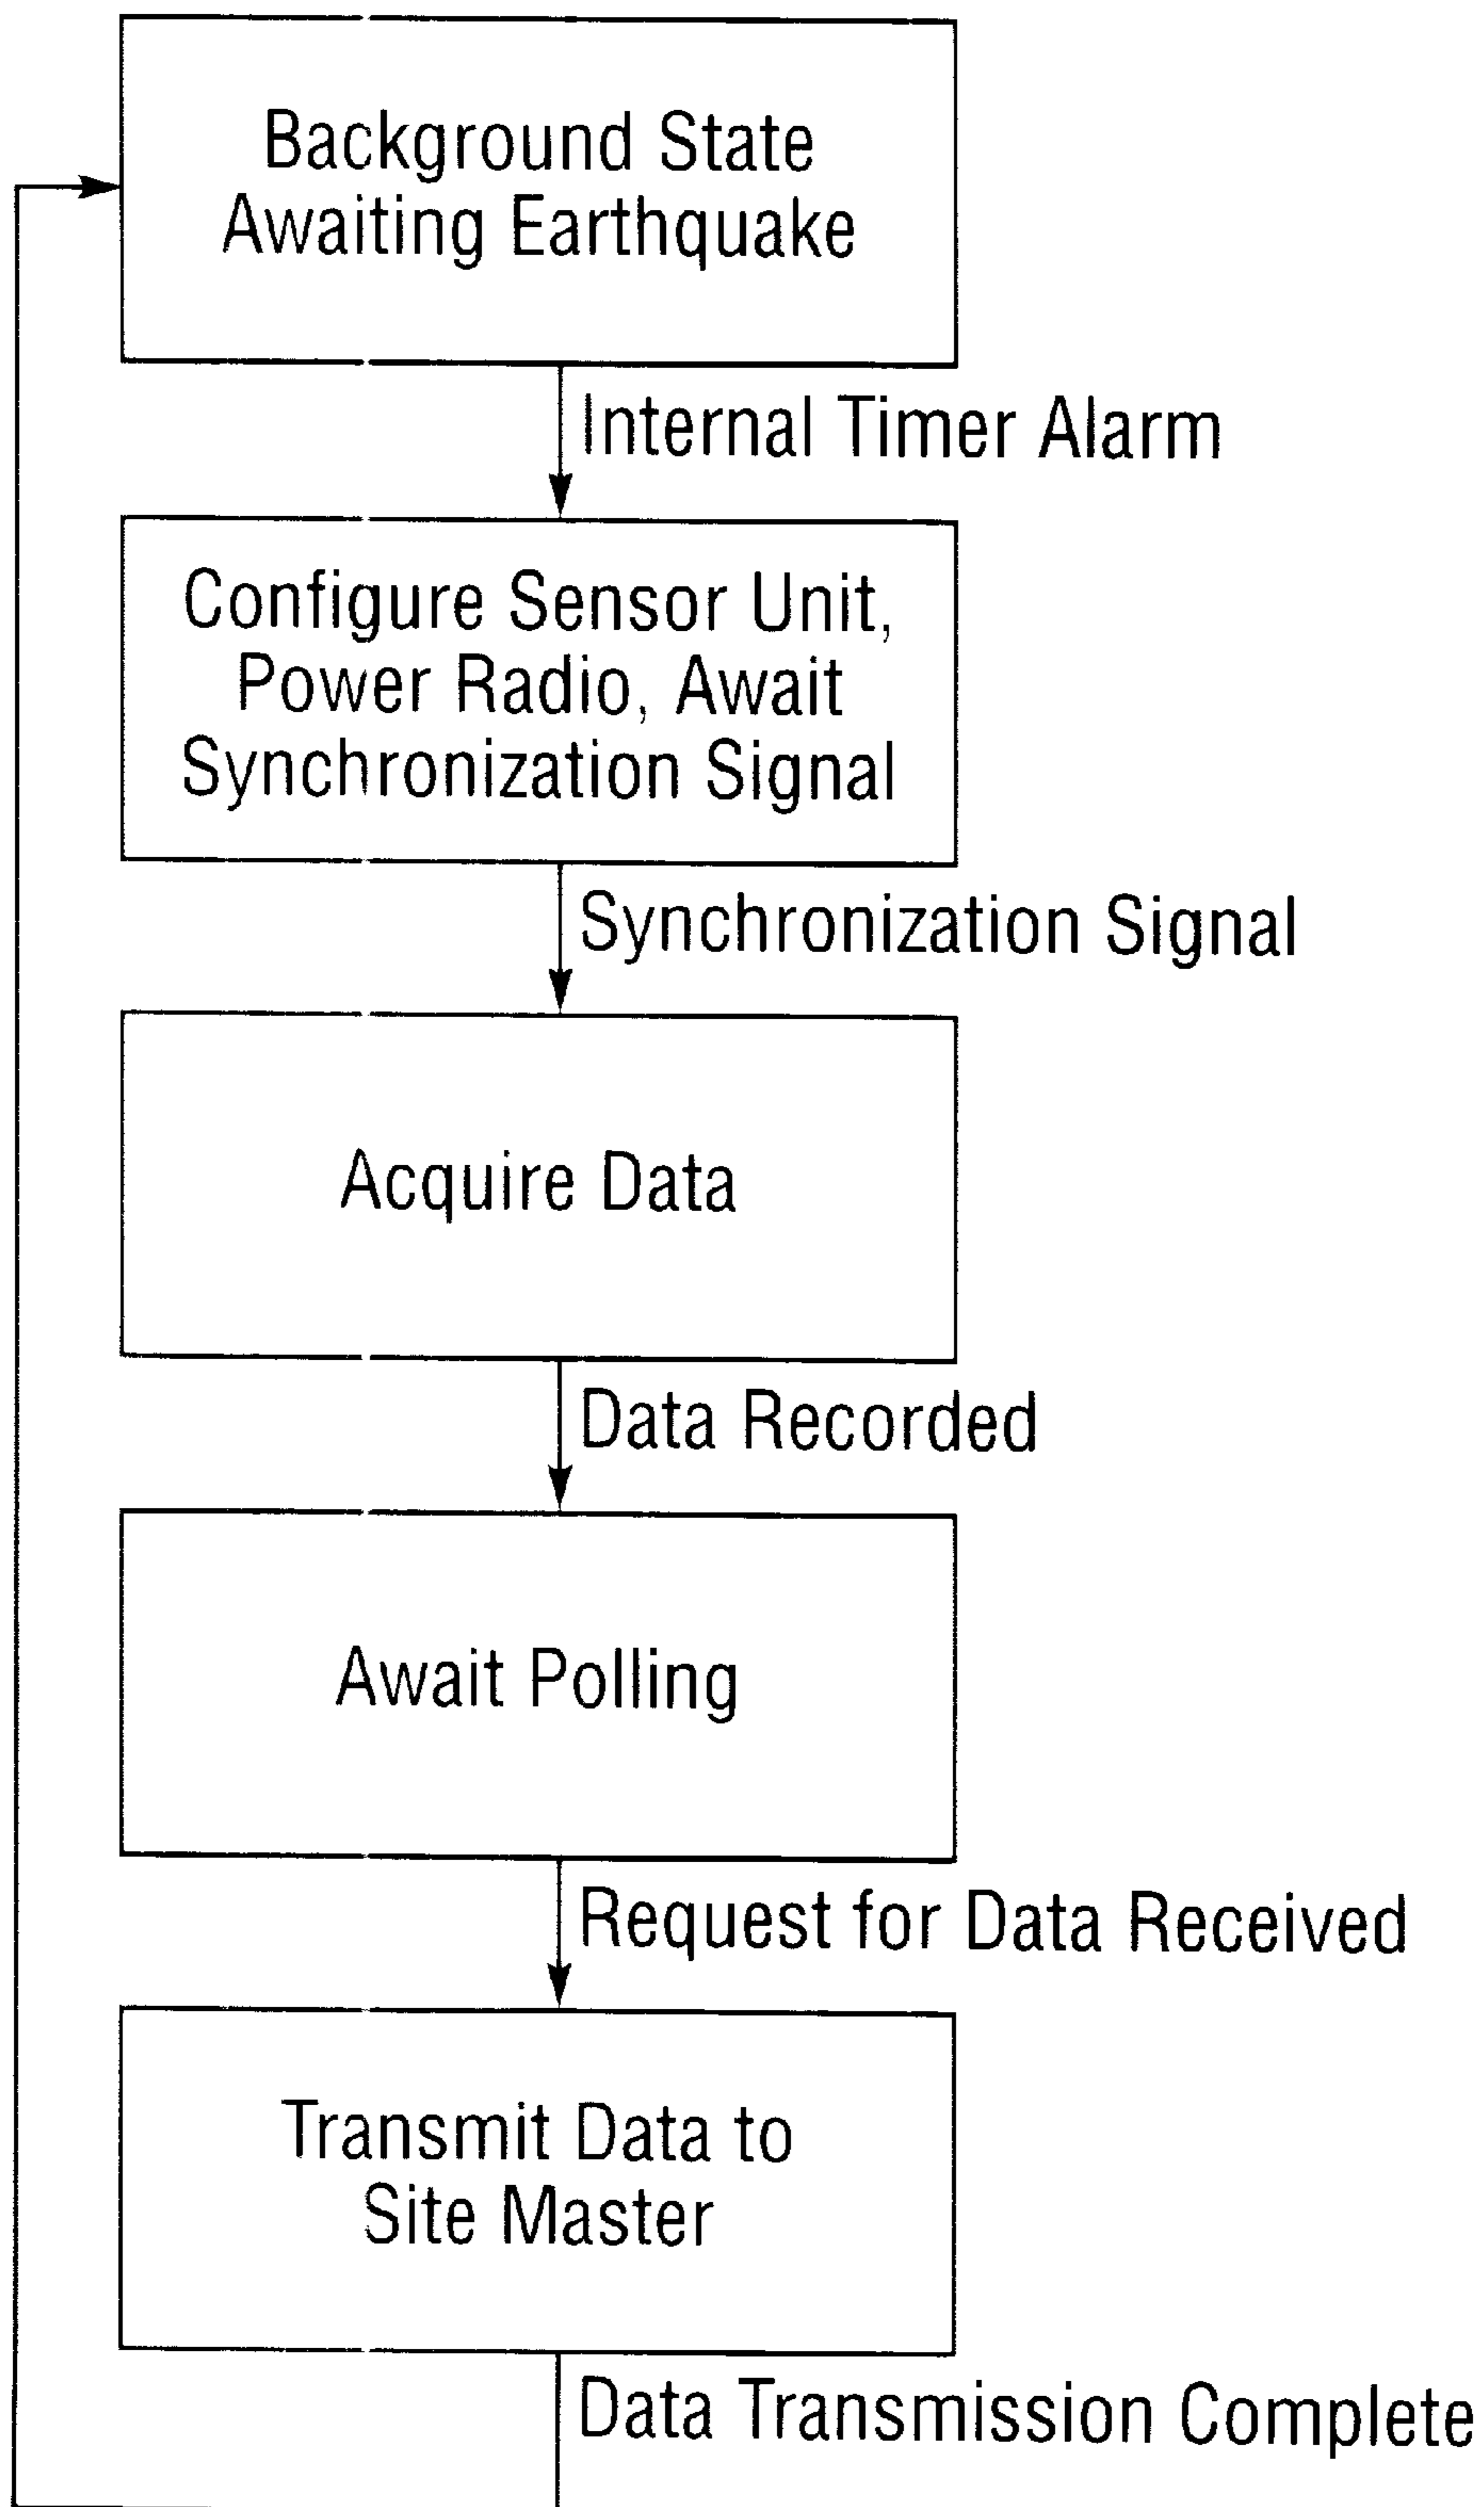 Background State
Awaiting Earthquake
Internal Timer Alarm
Configure Sensor Unit,
Power Radio, Await
Synchronization Signal
Synchronization Signal
Acquire Data
Data Recorded
Await Polling
Request for Data Received
Transmit Data to
Site Master
Data Transmission Complete